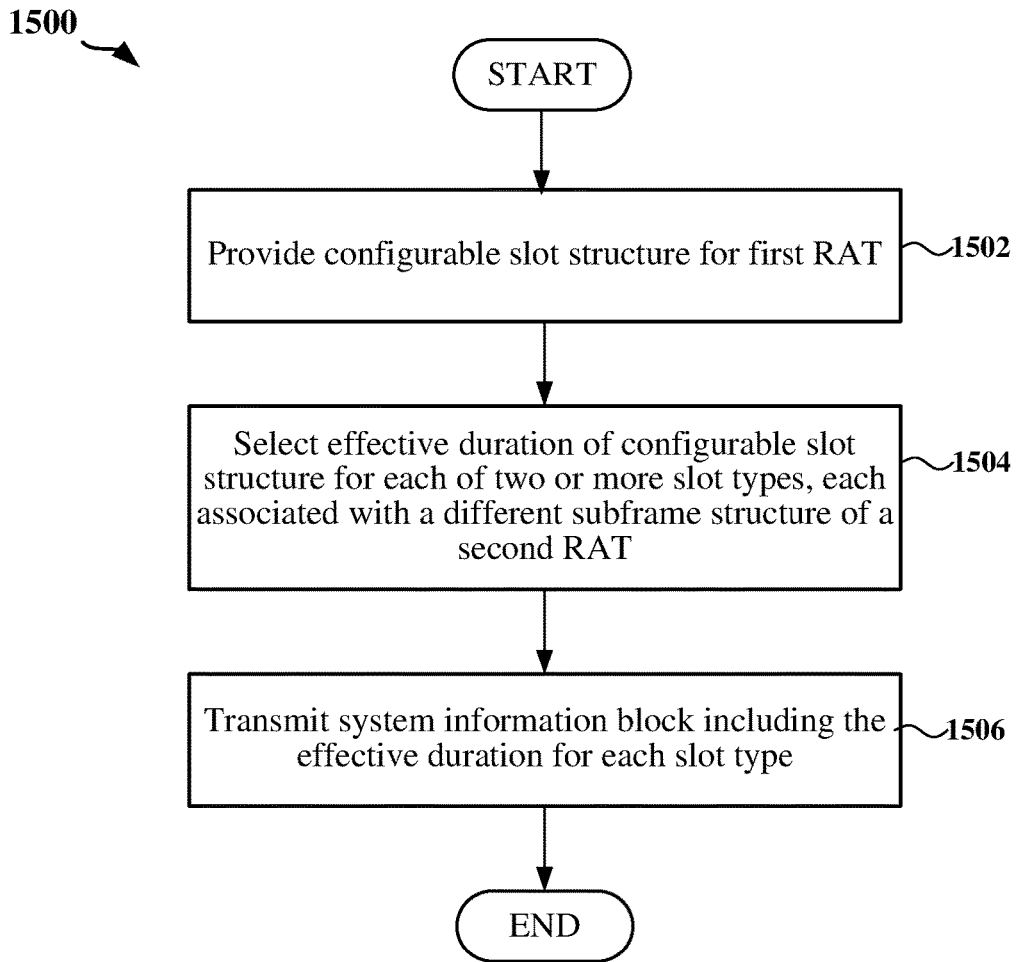 1500
START
Provide configurable slot structure for first RAT
1502
Select effective duration of configurable slot
structure for each of two or more slot types, each
associated with a different subframe structure of a
second RAT
1504
Transmit system information block including the
effective duration for each slot type
1506
END